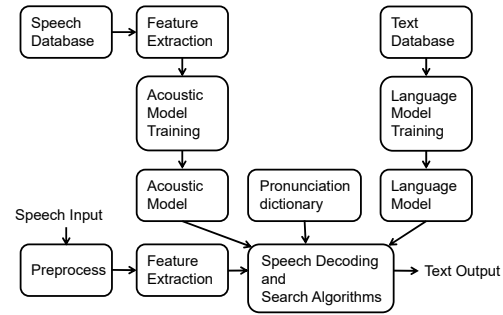 Speech
Database
Feature
Extraction
Text
Database
Acoustic
Model
Training
Language
Model
Training
Acoustic
Model
Pronunciation
dictionary
Language
Model
Speech Input
Preprocess
Feature
Extraction
Speech Decoding
and
Search Algorithms
Text Output